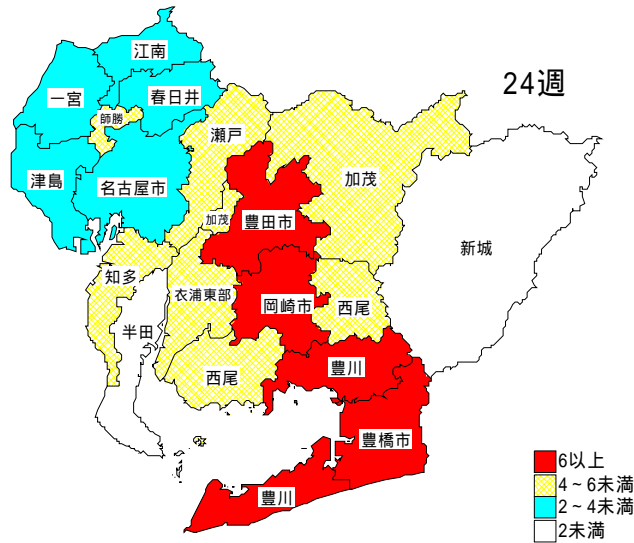 江南
24週
一宮
春日井
師勝
瀬戸
津島
名古屋市
加茂
加茂
豊田市
新城
知多
衣浦東部
岡崎市
西尾
半田
西尾
豊川
豊橋市
豊川
6以上
4～6未満
2～4未満
2未満